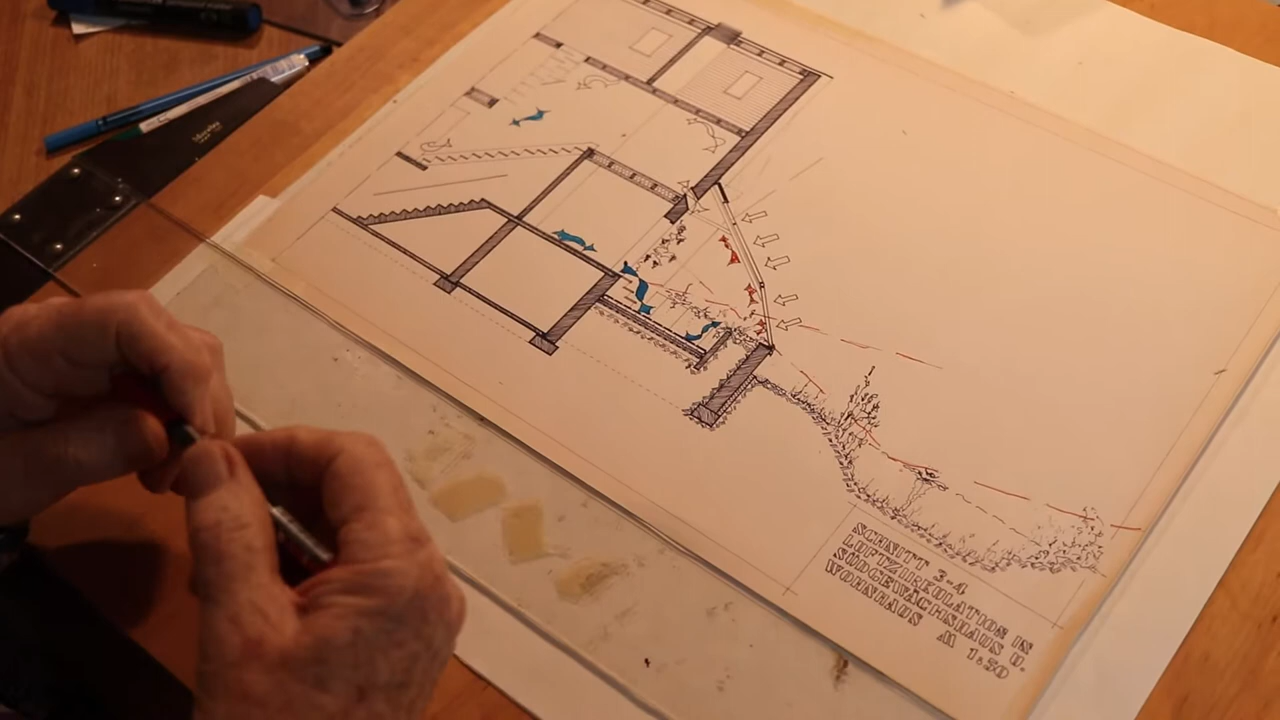 SCHNITT 3-4
LUFTZIRKULATION IN
SÜDGEWÄCHSHAUS U.
WOHNHAUS M 1:50